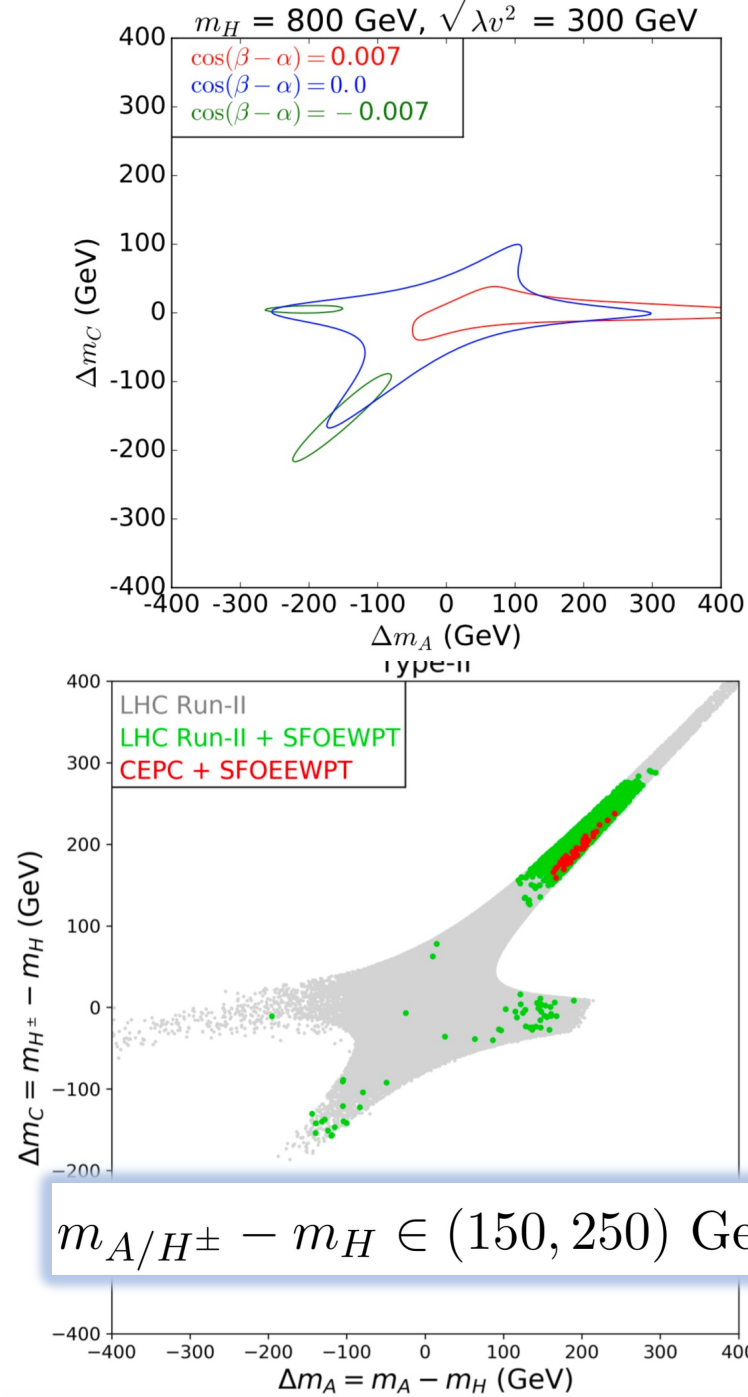 m_H = 800 GeV, √λv² = 300 GeV
cos(β − α) = 0.007
cos(β − α) = 0.0
cos(β − α) = − 0.007
400
300
200
100
0
-100
-200
-300
-400
Δm_C (GeV)
-400 -300 -200 -100 0 100 200 300 400
Δm_A (GeV)
Type-II
LHC Run-II
LHC Run-II + SFOEWPT
CEPC + SFOEEWPT
400
300
200
100
0
−100
−200
Δm_C = m_{H^±} − m_H (GeV)
m_{A/H^±} − m_H ∈ (150, 250) Ge
−400
−400 −300 −200 −100 0 100 200 300 400
Δm_A = m_A − m_H (GeV)